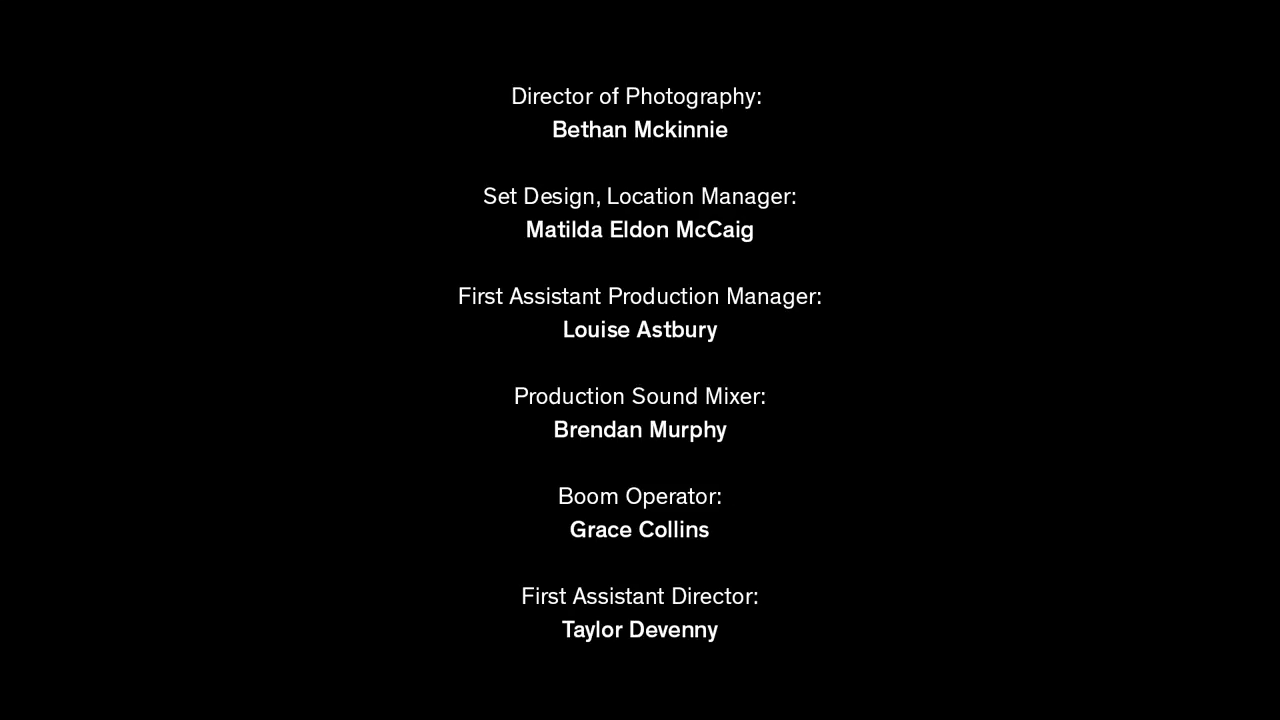 Director of Photography:
Bethan Mckinnie
Set Design, Location Manager:
Matilda Eldon McCaig
First Assistant Production Manager:
Louise Astbury
Production Sound Mixer:
Brendan Murphy
Boom Operator:
Grace Collins
First Assistant Director:
Taylor Devenny